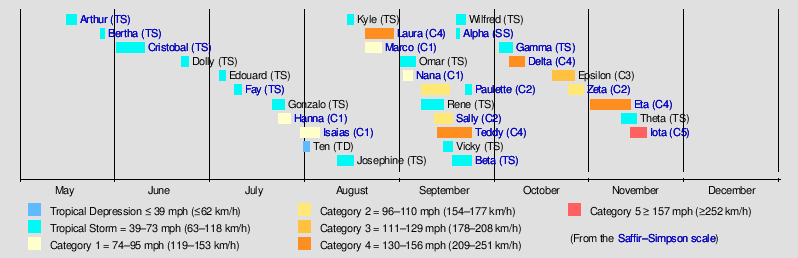 Arthur (TS)
Bertha (TS)
Cristobal (TS)
Dolly (TS)
Edouard (TS)
Fay (TS)
Gonzalo (TS)
Hanna (C1)
Isaias (C1)
Ten (TD)
Josephine (TS)
Kyle (TS)
Laura (C4)
Marco (C1)
Omar (TS)
Nana (C1)
Paulette (C2)
Rene (TS)
Sally (C2)
Teddy (C4)
Vicky (TS)
Beta (TS)
Wilfred (TS)
Alpha (SS)
Gamma (TS)
Delta (C4)
Epsilon (C3)
Zeta (C2)
Eta (C4)
Theta (TS)
Iota (C5)
May June July August September October November December
Tropical Depression ≤ 39 mph (≤62 km/h)
Tropical Storm = 39–73 mph (63–118 km/h)
Category 1 = 74–95 mph (119–153 km/h)
Category 2 = 96–110 mph (154–177 km/h)
Category 3 = 111–129 mph (178–208 km/h)
Category 4 = 130–156 mph (209–251 km/h)
Category 5 ≥ 157 mph (≥252 km/h)
(From the Saffir–Simpson scale)